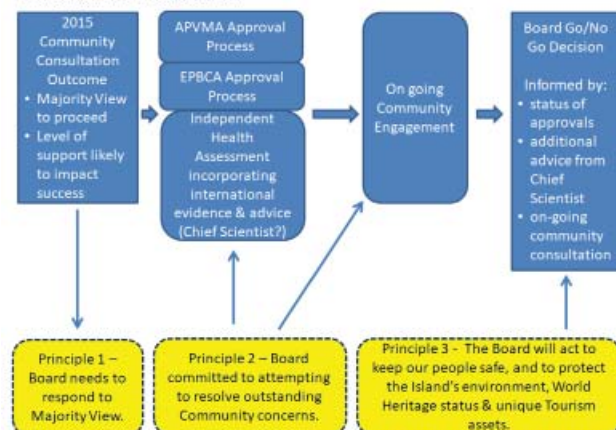 2015
Community
Consultation
Outcome
• Majority View
to proceed
• Level of
support likely
to impact
success
APVMA Approval
Process
EPBCA Approval
Process
Independent
Health
Assessment
incorporating
international
evidence & advice
(Chief Scientist?)
On going
Community
Engagement
Board Go/No
Go Decision
Informed by:
• status of
approvals
• additional
advice from
Chief
Scientist
• on-going
community
consultation
Principle 1 –
Board needs to
respond to
Majority View.
Principle 2 – Board
committed to attempting
to resolve outstanding
Community concerns.
Principle 3 - The Board will act to
keep our people safe, and to protect
the Island's environment, World
Heritage status & unique Tourism
assets.